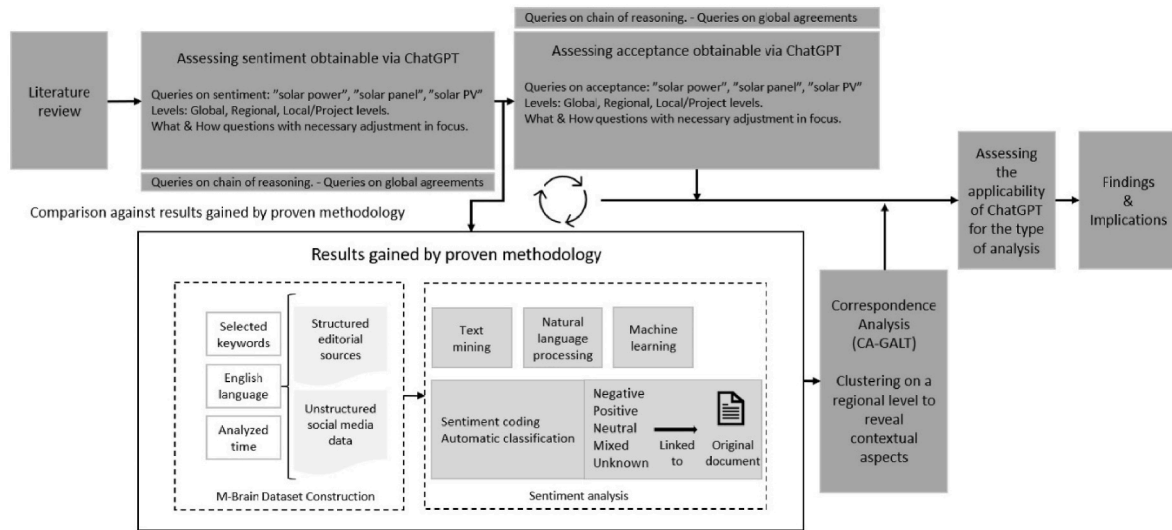 Literature
review
Assessing sentiment obtainable via ChatGPT
Queries on sentiment: ”solar power”, ”solar panel”, ”solar PV”
Levels: Global, Regional, Local/Project levels.
What & How questions with necessary adjustment in focus.
Queries on chain of reasoning. - Queries on global agreements
Queries on chain of reasoning. - Queries on global agreements
Assessing acceptance obtainable via ChatGPT
Queries on acceptance: ”solar power”, ”solar panel”, ”solar PV”
Levels: Global, Regional, Local/Project levels.
What & How questions with necessary adjustment in focus.
Assessing
the
applicability
of ChatGPT
for the type
of analysis
Findings
&
Implications
Comparison against results gained by proven methodology
Results gained by proven methodology
Selected
keywords
English
language
Analyzed
time
Structured
editorial
sources
Unstructured
social media
data
M-Brain Dataset Construction
Text
mining
Natural
language
processing
Machine
learning
Sentiment coding
Automatic classification
Negative
Positive
Neutral
Mixed
Unknown
Linked
to
Original
document
Sentiment analysis
Correspondence
Analysis
(CA-GALT)
Clustering on a
regional level to
reveal
contextual
aspects